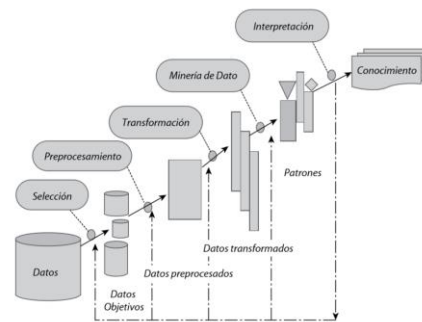 Interpretación
Conocimiento
Minería de Dato
Transformación
Patrones
Preprocesamiento
Datos transformados
Selección
Datos preprocesados
Datos
Datos
Objetivos